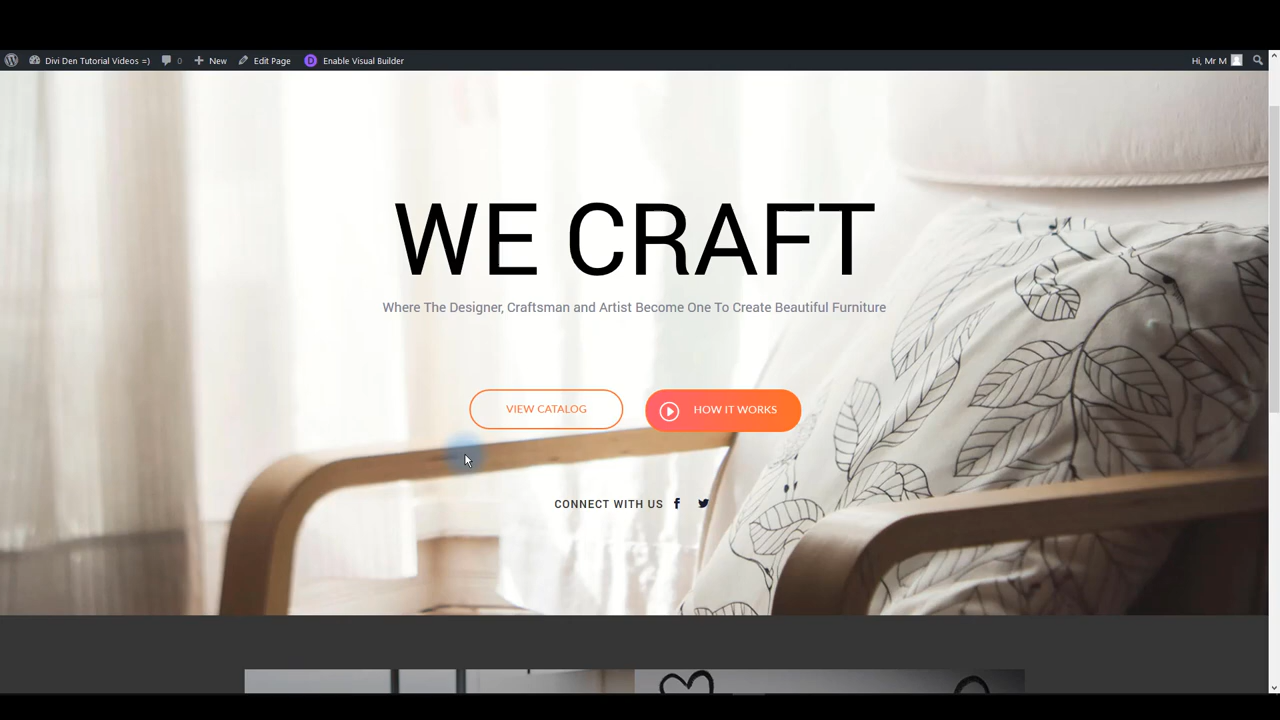 Divi Den Tutorial Videos =) 0 New Edit Page Enable Visual Builder Hi, Mr M
WE CRAFT
Where The Designer, Craftsman and Artist Become One To Create Beautiful Furniture
VIEW CATALOG HOW IT WORKS
CONNECT WITH US